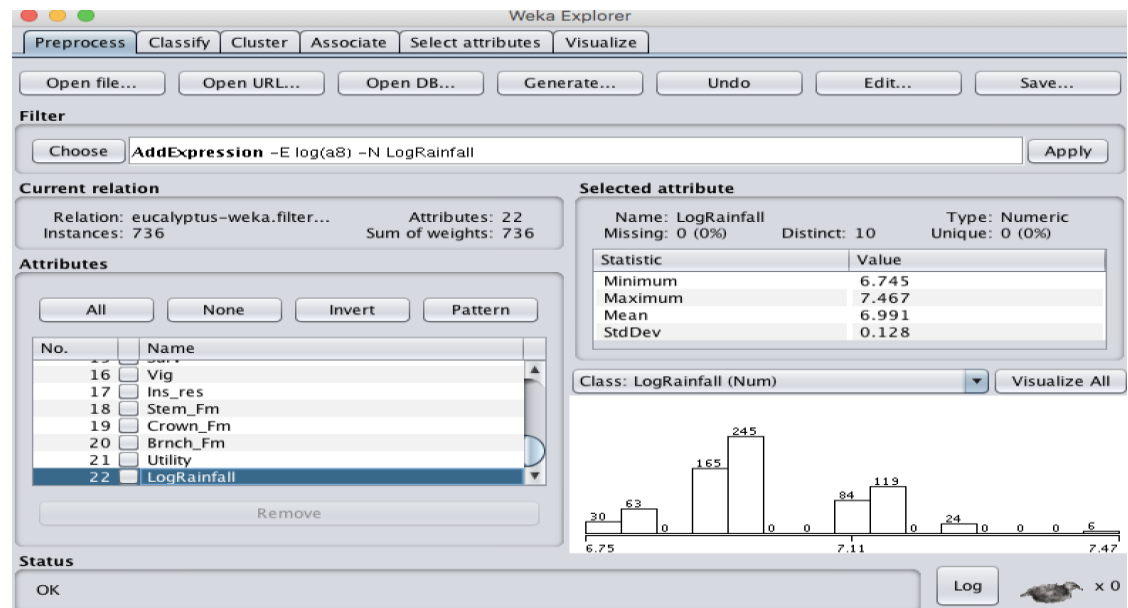 Weka Explorer
Preprocess Classify Cluster Associate Select attributes Visualize
Open file... Open URL... Open DB... Generate... Undo Edit... Save...
Filter
Choose AddExpression -E log(a8) -N LogRainfall Apply
Current relation
Relation: eucalyptus-weka.filter... Attributes: 22
Instances: 736 Sum of weights: 736
Attributes
All None Invert Pattern
No. Name
16 Vig
17 Ins_res
18 Stem_Fm
19 Crown_Fm
20 Brnch_Fm
21 Utility
22 LogRainfall
Remove
Selected attribute
Name: LogRainfall Type: Numeric
Missing: 0 (0%) Distinct: 10 Unique: 0 (0%)
Statistic Value
Minimum 6.745
Maximum 7.467
Mean 6.991
StdDev 0.128
Class: LogRainfall (Num) Visualize All
30 63 0 165 245 0 0 84 119 0 24 0 0 0 6
6.75 7.11 7.47
Status
OK Log x 0